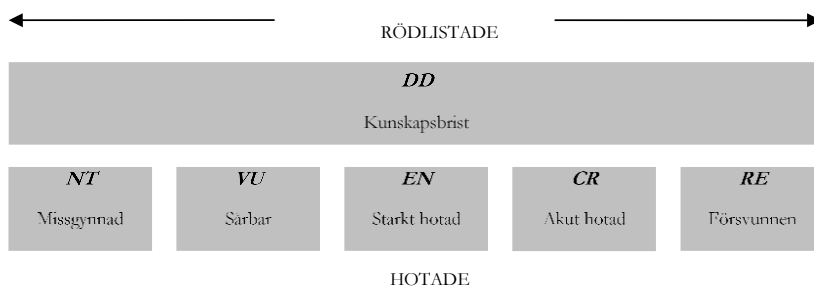 RÖDLISTADE
DD
Kunskapsbrist
NT VU EN CR RE
Missgynnad Sårbar Starkt hotad Akut hotad Försvunnen
HOTADE